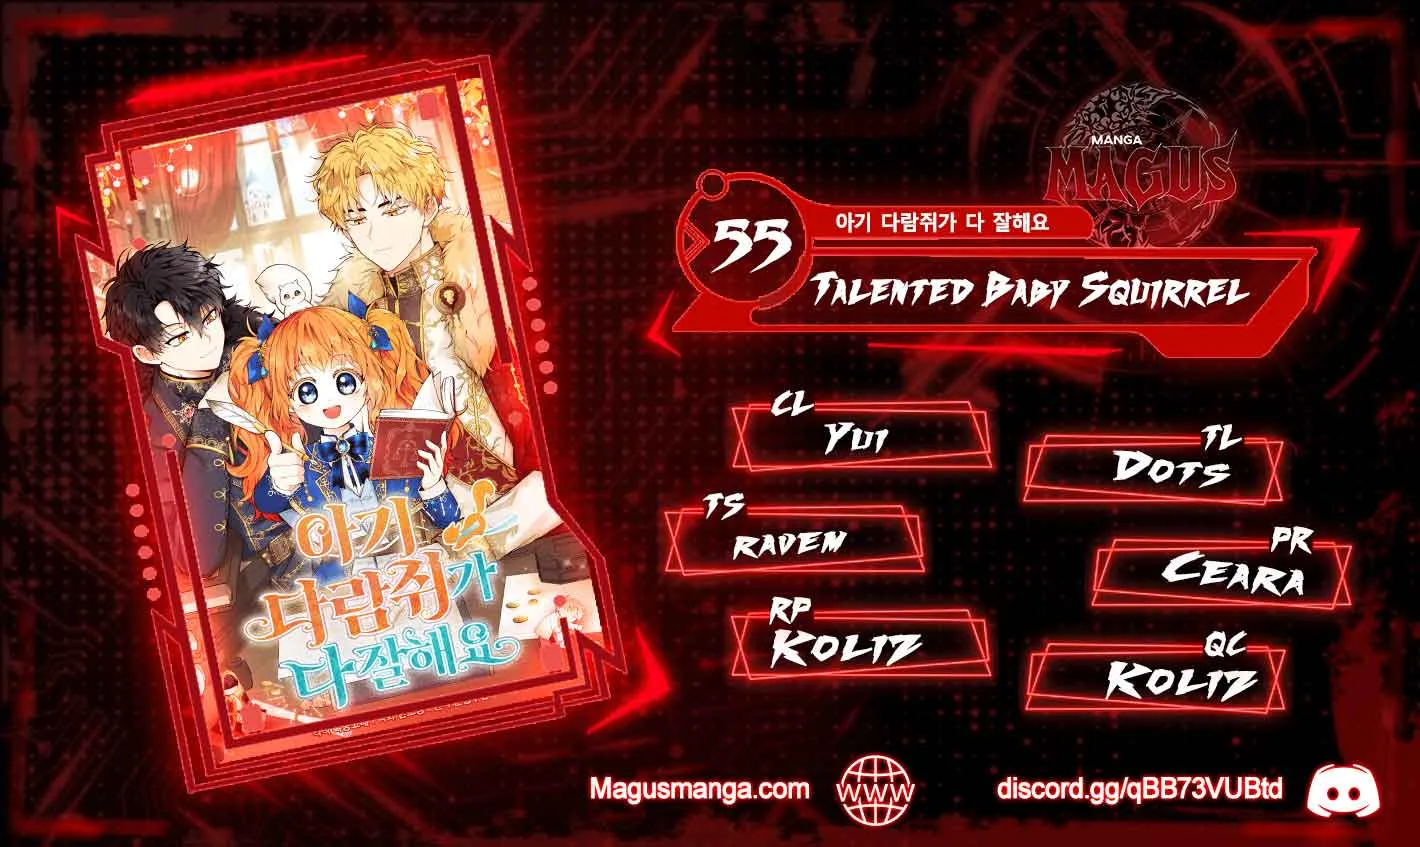 아기
다람쥐가
다 잘해요
MANGA
MAGUS
55
아기 다람쥐가 다 잘해요
TALENTED BABY SQUIRREL
CL
YUI
TL
DOTS
TS
RAVEM
PR
CEARA
RP
KOLIZ
QC
KOLIZ
Magusmanga.com
WWW
discord.gg/qBB73VUBtd